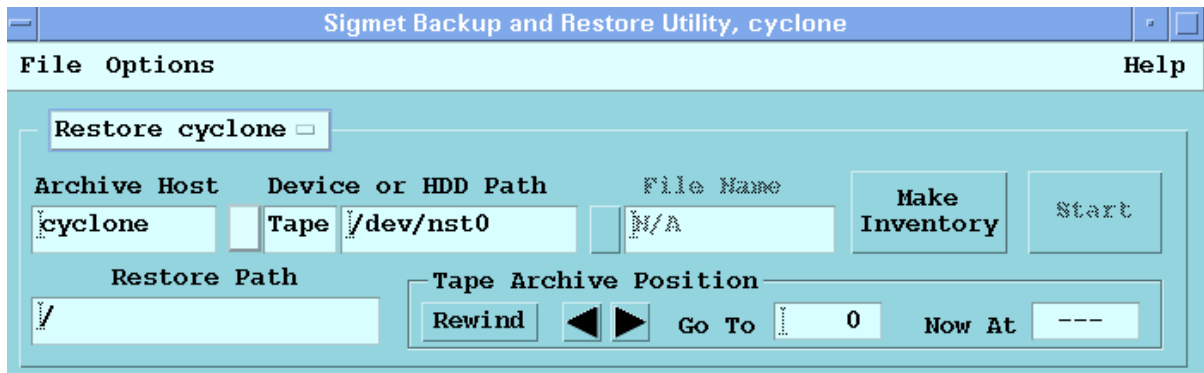 Sigmet Backup and Restore Utility, cyclone
File Options Help
Restore cyclone
Archive Host Device or HDD Path File Name
Make Inventory
Start
cyclone Tape /dev/nst0 N/A
Restore Path
/
Tape Archive Position
Rewind Go To 0 Now At ---